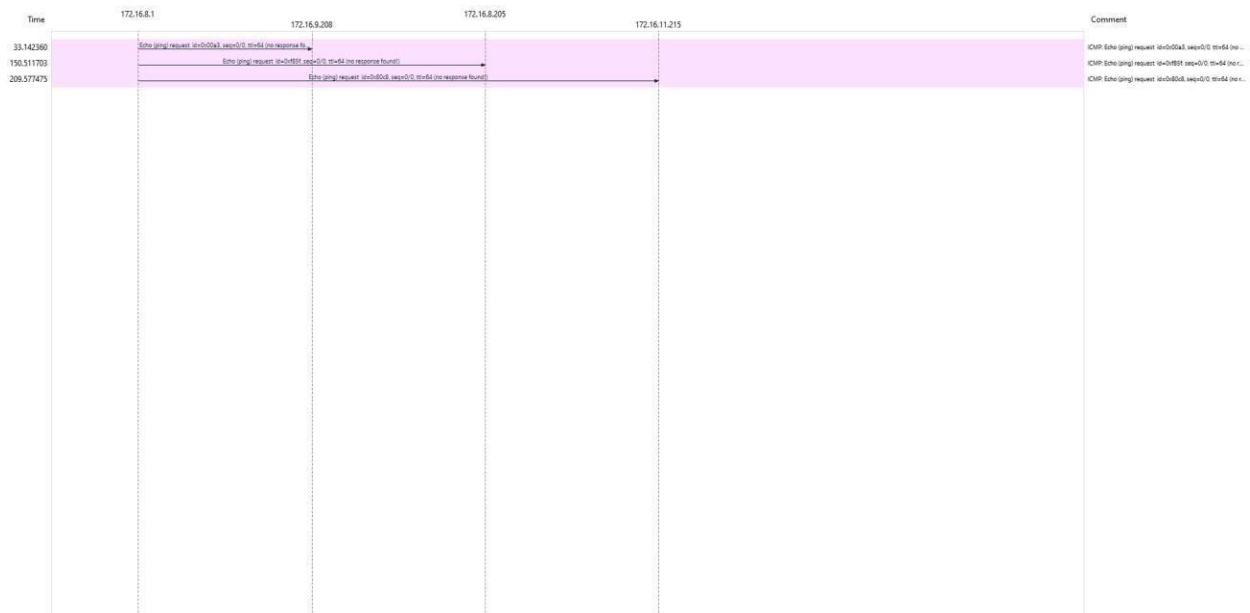 Time 172.16.8.1 172.16.9.208 172.16.8.205 172.16.11.215 Comment
33.142360 Echo (ping) request id=0x00a3, seq=0/0, ttl=64 (no response fo... ICMP: Echo (ping) request id=0x00a3, seq=0/0, ttl=64 (no ...
150.511703 Echo (ping) request id=0xf85f, seq=0/0, ttl=64 (no response found!) ICMP: Echo (ping) request id=0xf85f, seq=0/0, ttl=64 (no r...
209.577475 Echo (ping) request id=0x80c8, seq=0/0, ttl=64 (no response found!) ICMP: Echo (ping) request id=0x80c8, seq=0/0, ttl=64 (no r...